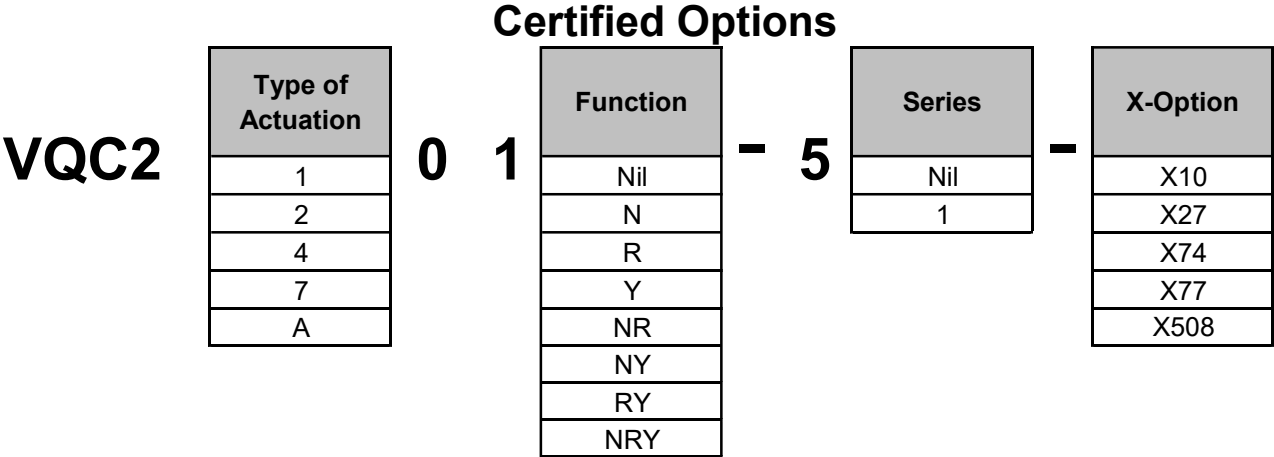 Certified Options
VQC2
Type of
Actuation
1
2
4
7
A
0 1
Function
Nil
N
R
Y
NR
NY
RY
NRY
- 5
Series
Nil
1
-
X-Option
X10
X27
X74
X77
X508